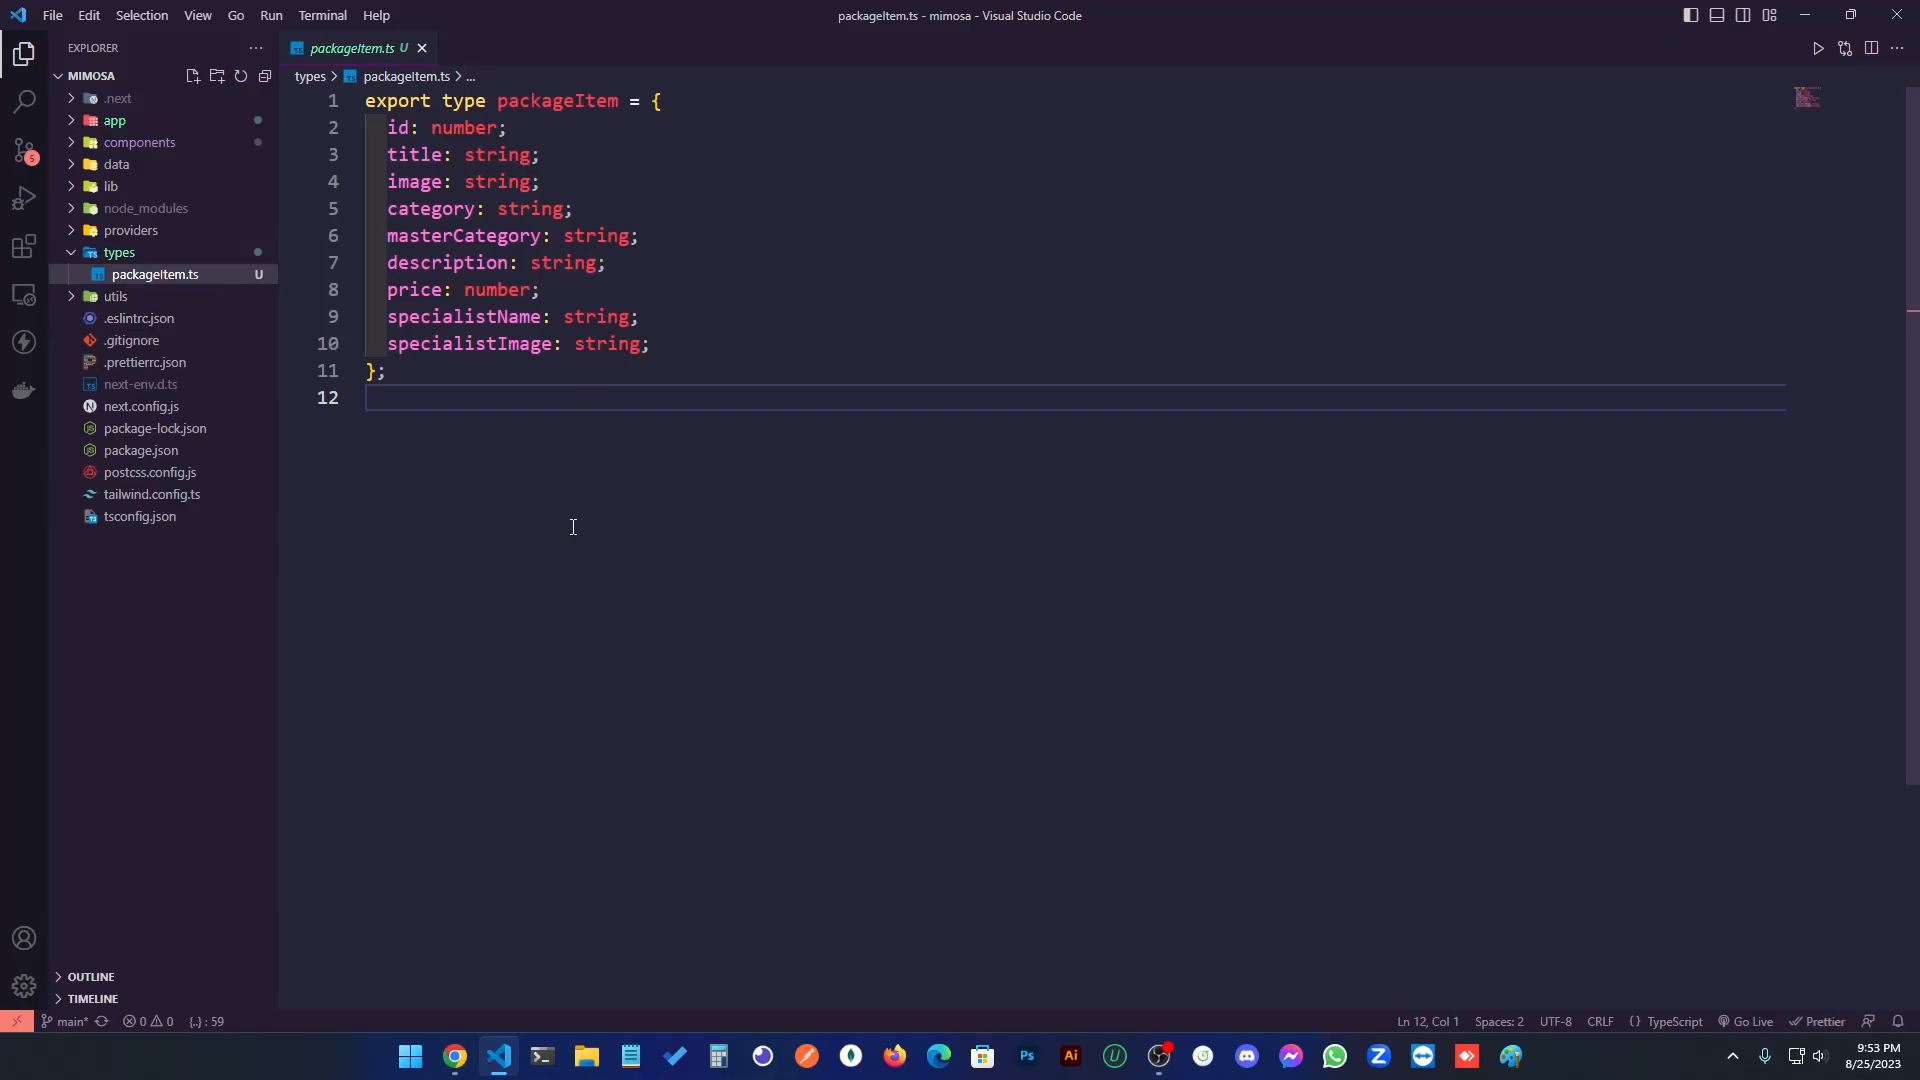 File Edit Selection View Go Run Terminal Help
packageItem.ts - mimosa - Visual Studio Code
EXPLORER
MIMOSA
.next
app
components
data
lib
node_modules
providers
types
packageItem.ts U
utils
.eslintrc.json
.gitignore
.prettierrc.json
next-env.d.ts
next.config.js
package-lock.json
package.json
postcss.config.js
tailwind.config.ts
tsconfig.json
OUTLINE
TIMELINE
5
packageItem.ts U
types > packageItem.ts > ...
1 export type packageItem = {
2 id: number;
3 title: string;
4 image: string;
5 category: string;
6 masterCategory: string;
7 description: string;
8 price: number;
9 specialistName: string;
10 specialistImage: string;
11 };
12
main* 0 0 {..} : 59
Ln 12, Col 1 Spaces: 2 UTF-8 CRLF {} TypeScript Go Live Prettier
Ps Ai U Z
9:53 PM
8/25/2023